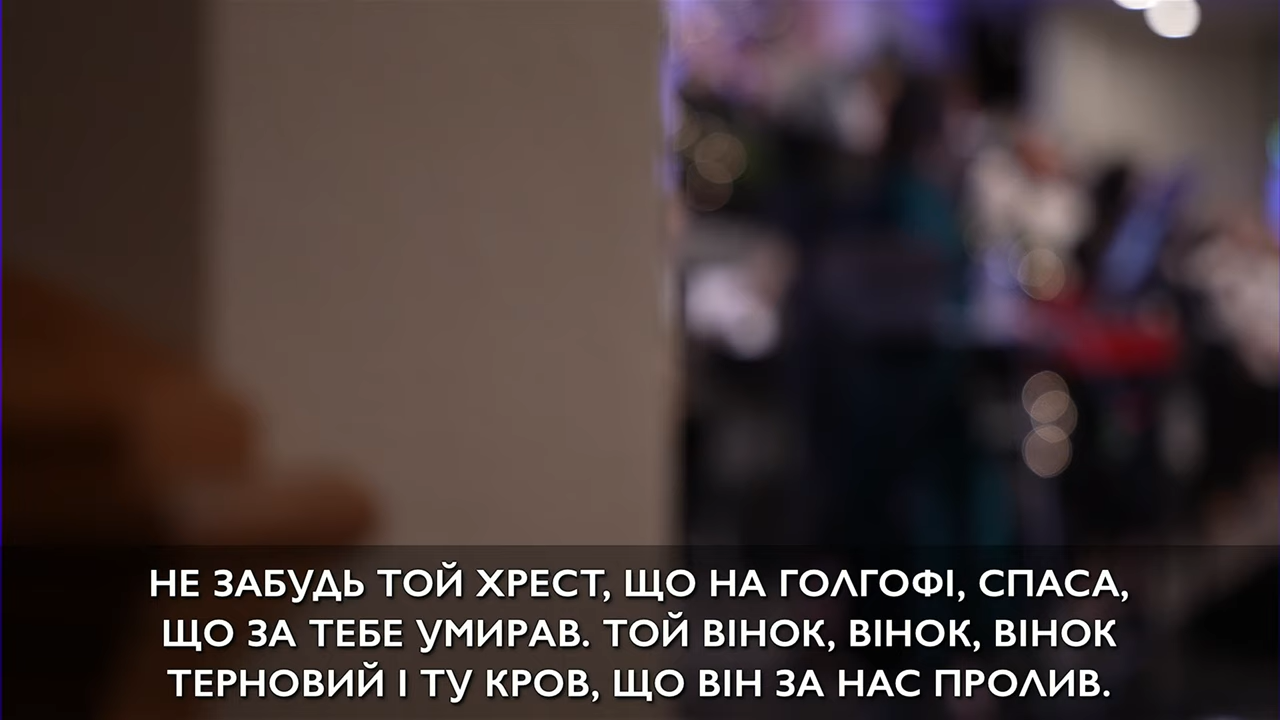 НЕ ЗАБУДЬ ТОЙ ХРЕСТ, ЩО НА ГОЛГОФІ, СПАСА,
ЩО ЗА ТЕБЕ УМИРАВ. ТОЙ ВІНОК, ВІНОК, ВІНОК
ТЕРНОВИЙ І ТУ КРОВ, ЩО ВІН ЗА НАС ПРОЛИВ.